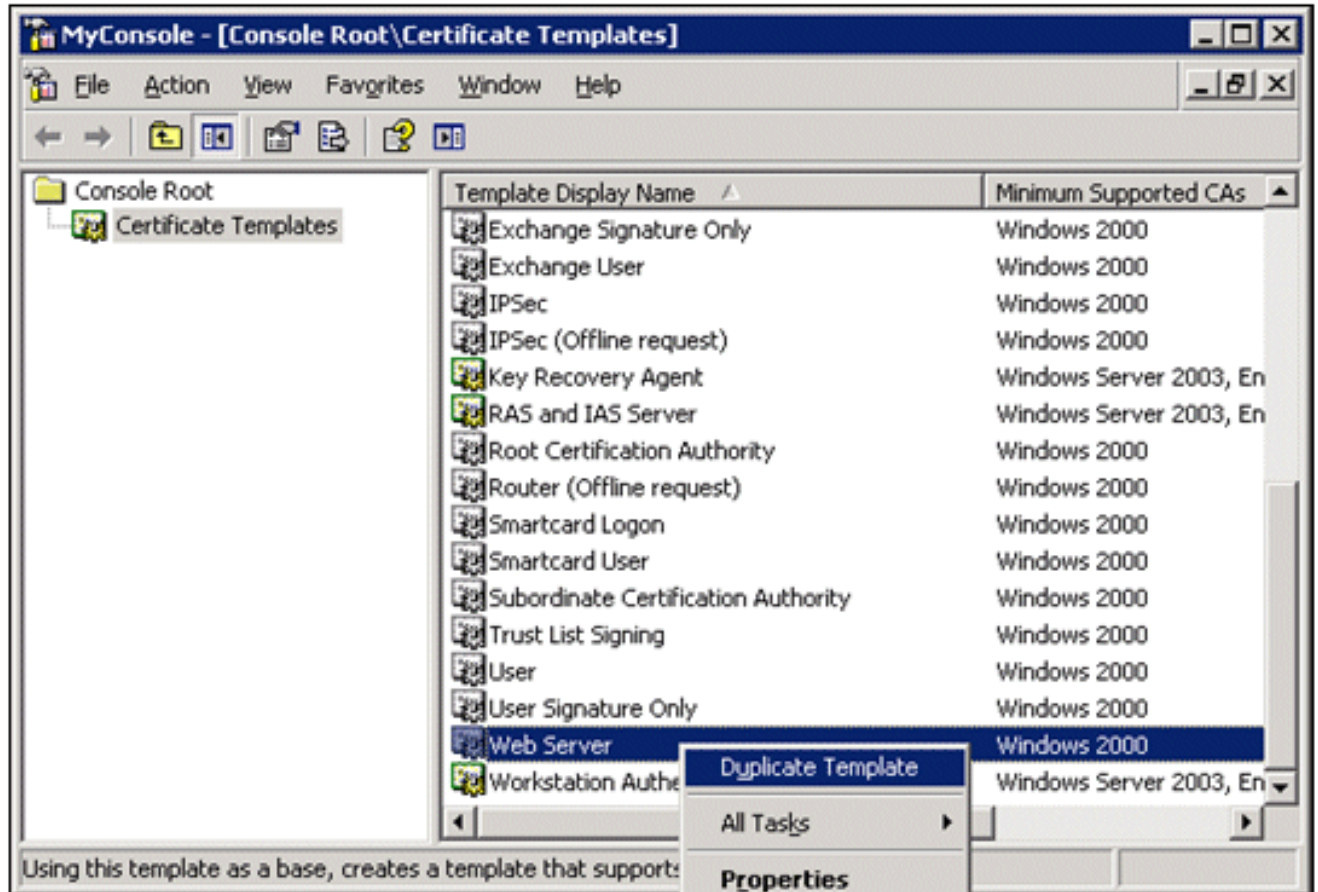 MyConsole - [Console Root\Certificate Templates]
File Action View Favorites Window Help
Console Root
Certificate Templates
Template Display Name Minimum Supported CAs
Exchange Signature Only Windows 2000
Exchange User Windows 2000
IPSec Windows 2000
IPSec (Offline request) Windows 2000
Key Recovery Agent Windows Server 2003, En
RAS and IAS Server Windows Server 2003, En
Root Certification Authority Windows 2000
Router (Offline request) Windows 2000
Smartcard Logon Windows 2000
Smartcard User Windows 2000
Subordinate Certification Authority Windows 2000
Trust List Signing Windows 2000
User Windows 2000
User Signature Only Windows 2000
Web Server Windows 2000
Workstation Authe Windows Server 2003, En
Duplicate Template
All Tasks
Properties
Using this template as a base, creates a template that supports